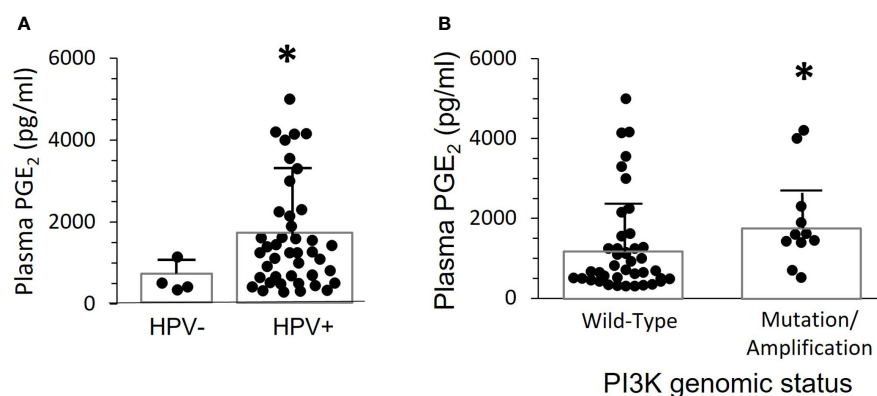 A
Plasma PGE2 (pg/ml)
6000
4000
2000
0
*
HPV-
HPV+
B
Plasma PGE2 (pg/ml)
6000
4000
2000
0
*
Wild-Type
Mutation/
Amplification
PI3K genomic status